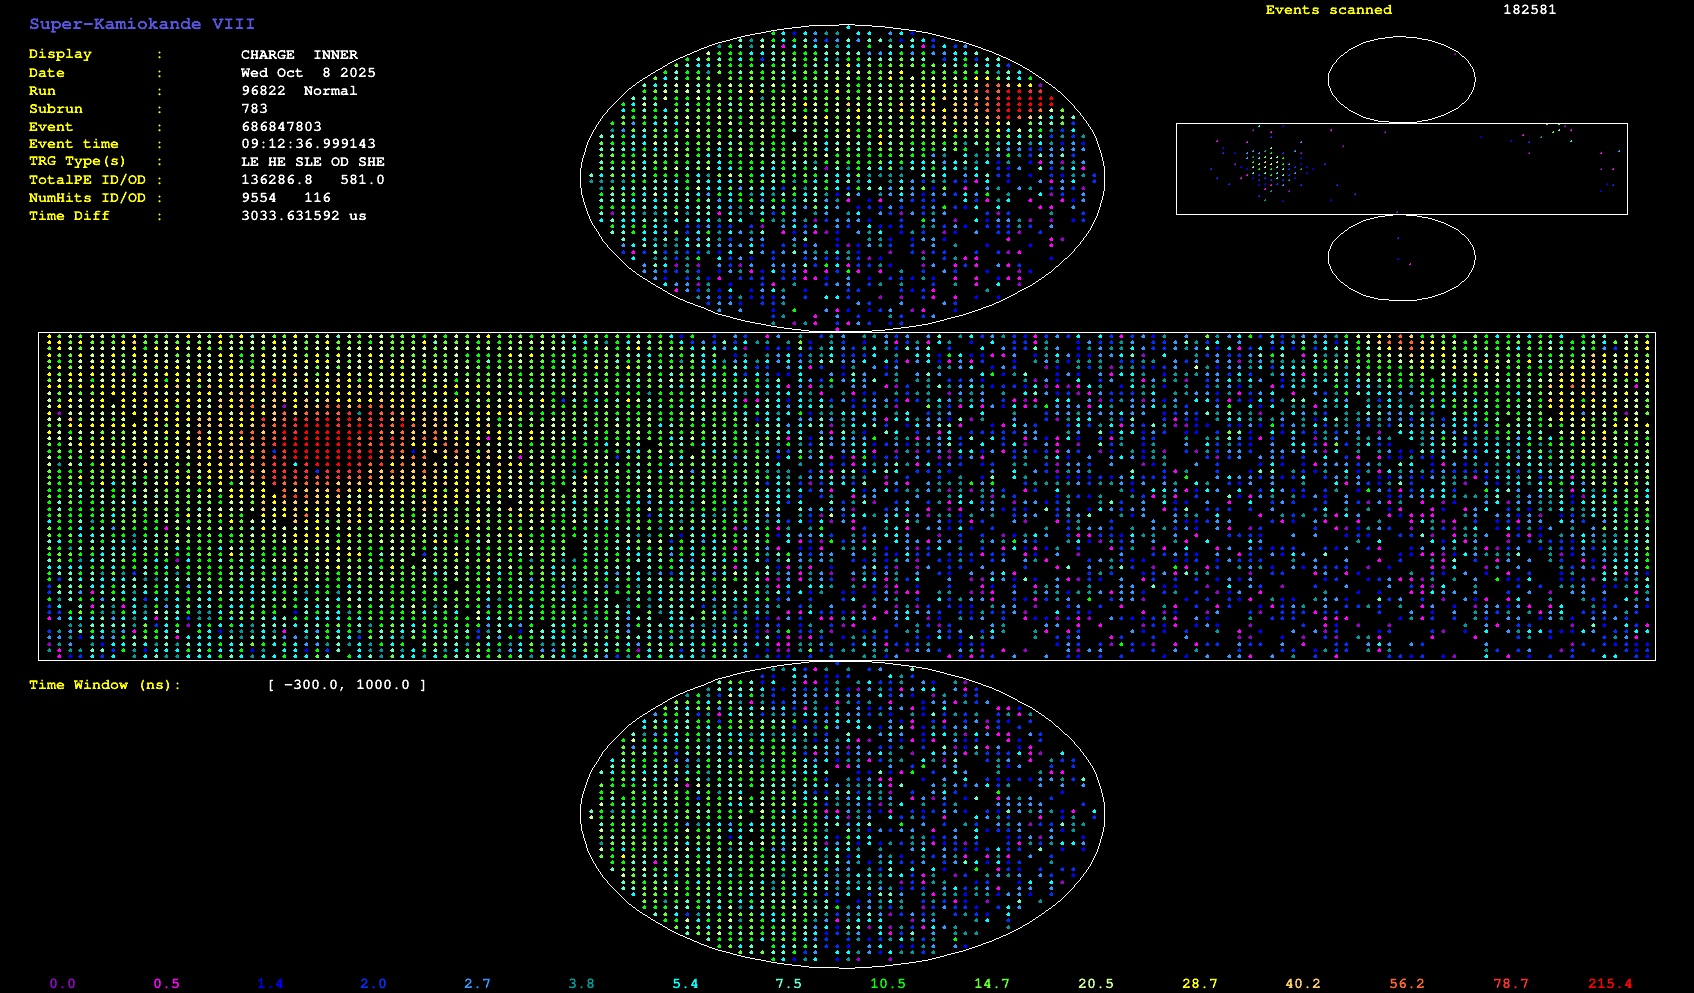 Super-Kamiokande VIII
Events scanned 182581
Display : CHARGE INNER
Date : Wed Oct 8 2025
Run : 96822 Normal
Subrun : 783
Event : 686847803
Event time : 09:12:36.999143
TRG Type(s) : LE HE SLE OD SHE
TotalPE ID/OD : 136286.8 581.0
NumHits ID/OD : 9554 116
Time Diff : 3033.631592 us
Time Window (ns): [ -300.0, 1000.0 ]
0.0 0.5 1.4 2.0 2.7 3.8 5.4 7.5 10.5 14.7 20.5 28.7 40.2 56.2 78.7 215.4